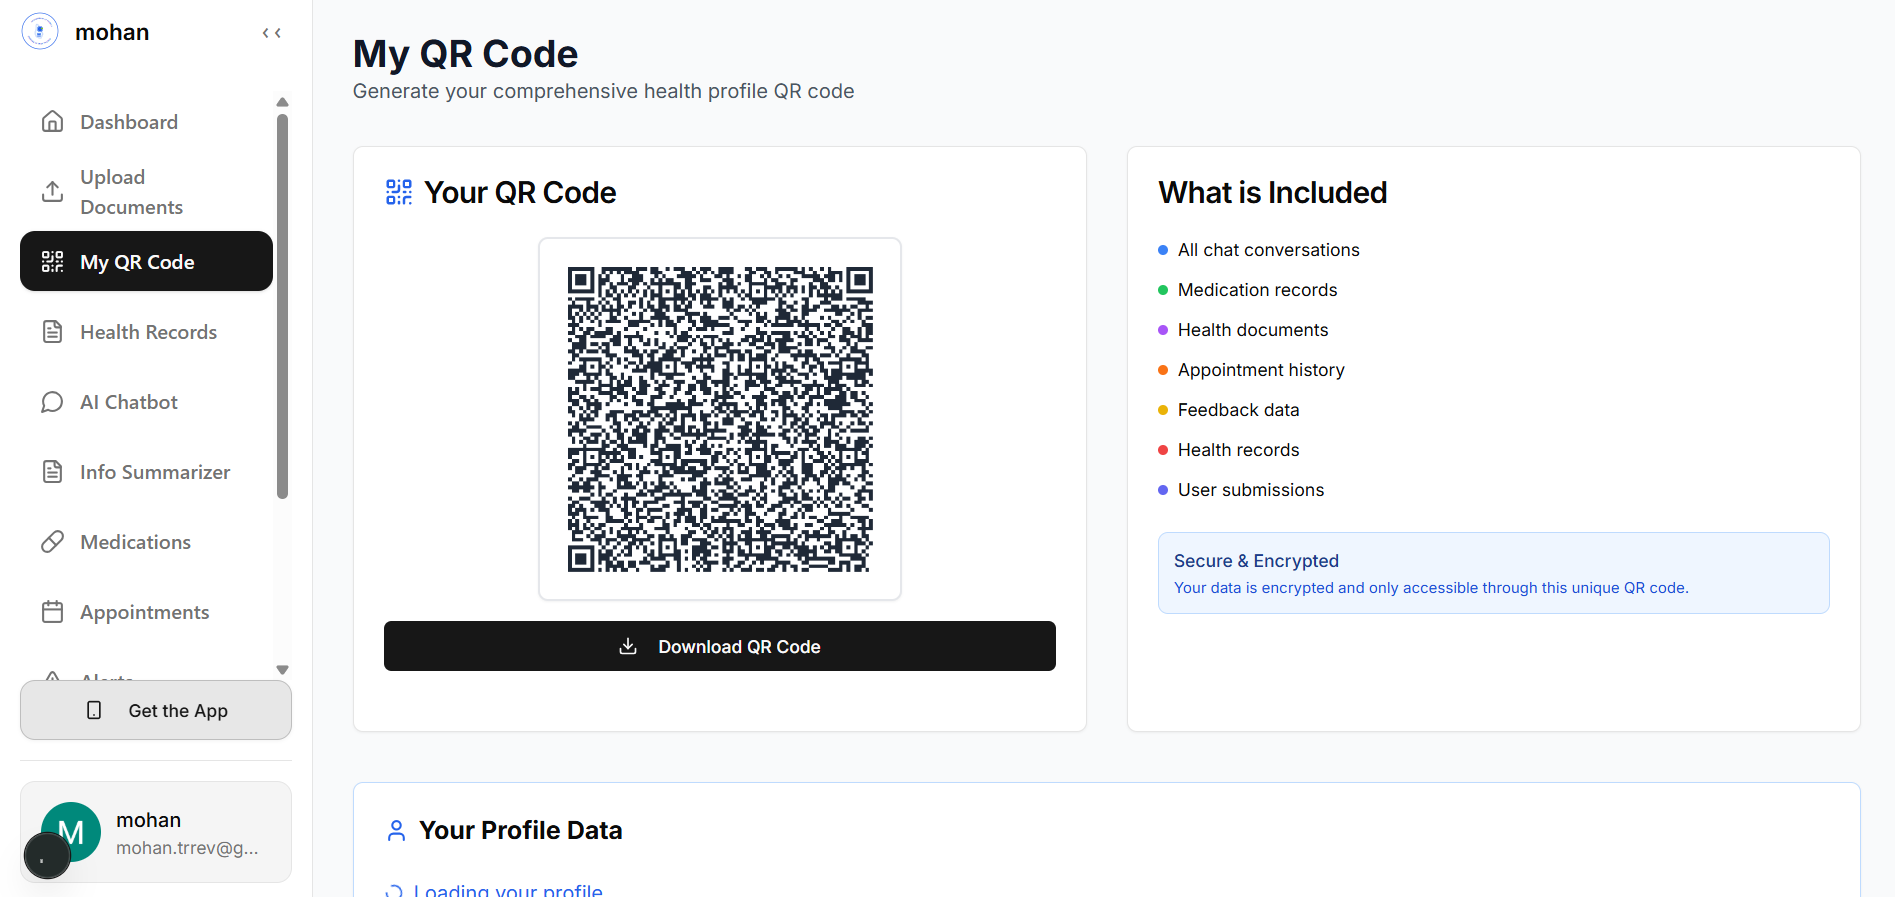 mohan
Dashboard
Upload
Documents
My QR Code
Health Records
AI Chatbot
Info Summarizer
Medications
Appointments
Alerts
Get the App
mohan
mohan.trrev@g...
My QR Code
Generate your comprehensive health profile QR code
Your QR Code
Download QR Code
What is Included
All chat conversations
Medication records
Health documents
Appointment history
Feedback data
Health records
User submissions
Secure & Encrypted
Your data is encrypted and only accessible through this unique QR code.
Your Profile Data
Loading your profile
M